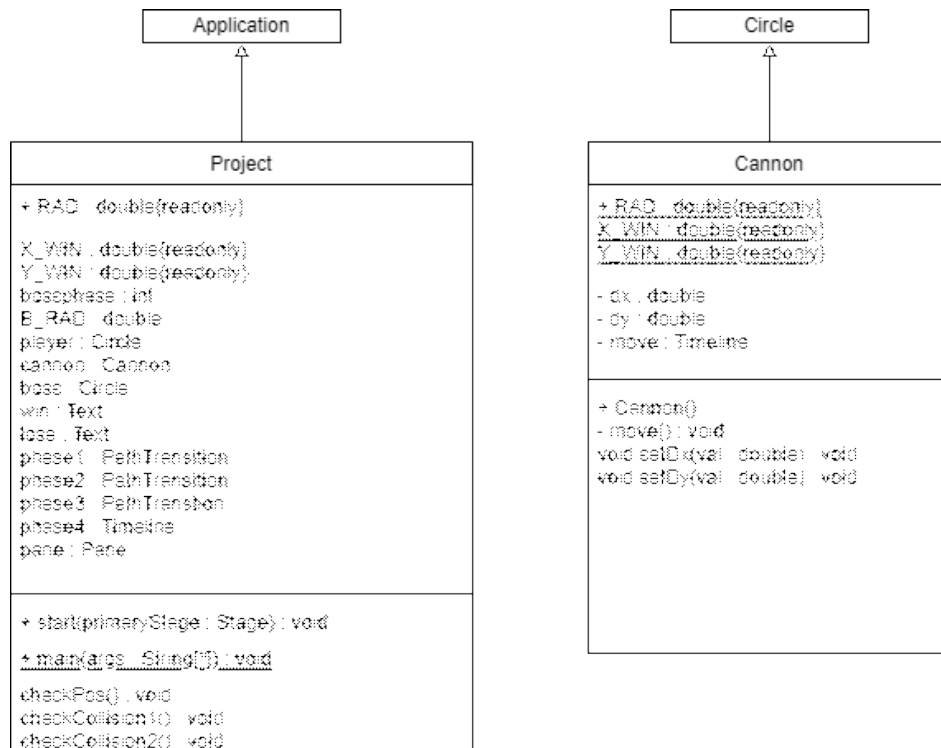 Application
Circle
Project
+ RAD : double{readonly}
X_WIN : double{readonly}
Y_WIN : double{readonly}
bossphase : int
B_RAD : double
player : Circle
cannon : Cannon
boss : Circle
win : Text
lose : Text
phase1 : PathTransition
phase2 : PathTransition
phase3 : PathTransition
phase4 : Timeline
pane : Pane
+ start(primaryStage : Stage) : void
+ main(args : String[]) : void
checkPos() : void
checkCollision1() : void
checkCollision2() : void
Cannon
+ RAD : double{readonly}
X_WIN : double{readonly}
Y_WIN : double{readonly}
- dx : double
- dy : double
- move : Timeline
+ Cannon()
- move() : void
void setDx(val : double) : void
void setDy(val : double) : void